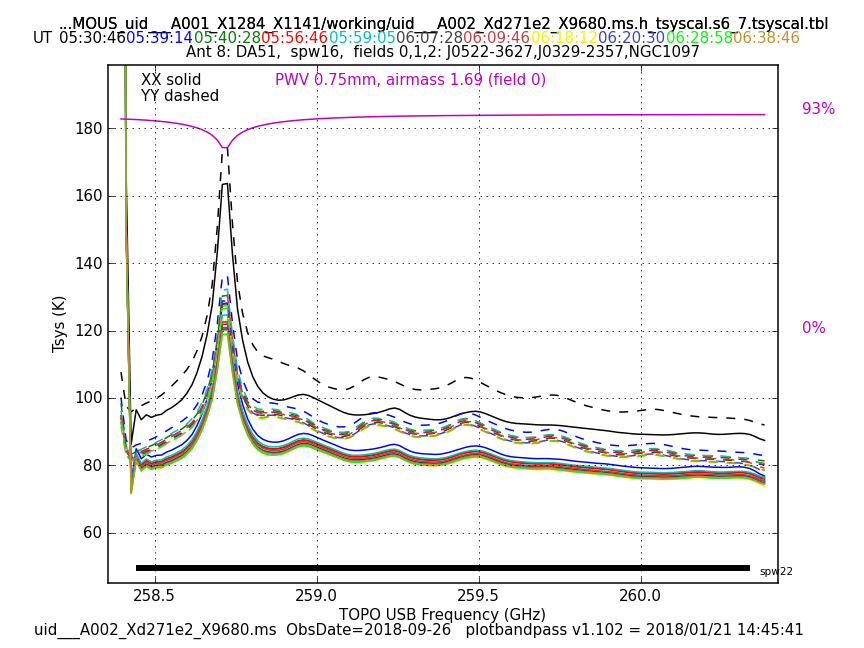 ...MOUS_uid___A001_X1284_X1141/working/uid___A002_Xd271e2_X9680.ms.h_tsyscal.s6_7.tsyscal.tbl
UT 05:30:46 05:39:14 05:40:28 05:56:46 05:59:05 06:07:28 06:09:46 06:18:12 06:20:30 06:28:58 06:38:46
Ant 8: DA51, spw16, fields 0,1,2: J0522-3627,J0329-2357,NGC1097
XX solid
YY dashed
PWV 0.75mm, airmass 1.69 (field 0)
93%
0%
180
160
140
120
100
80
60
Tsys (K)
spw22
258.5 259.0 259.5 260.0
TOPO USB Frequency (GHz)
uid___A002_Xd271e2_X9680.ms ObsDate=2018-09-26 plotbandpass v1.102 = 2018/01/21 14:45:41